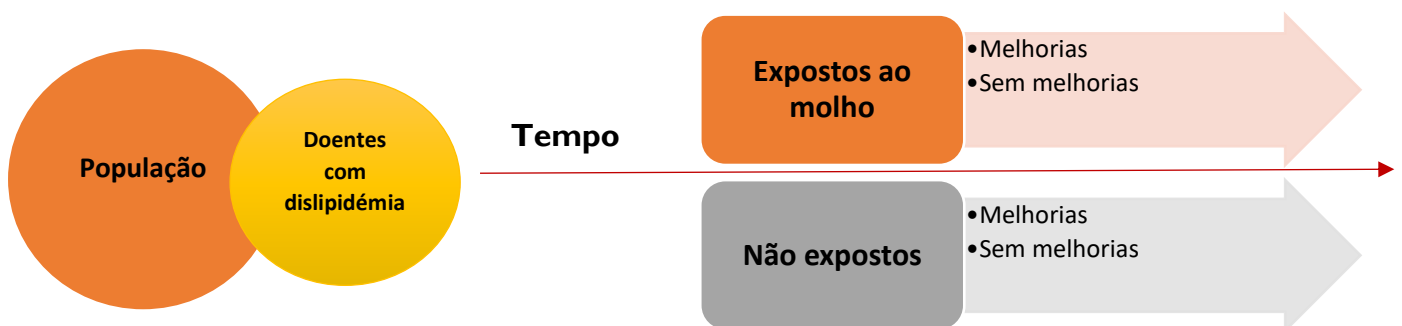 População
Doentes
com
dislipidémia
Tempo
Expostos ao
molho
•Melhorias
•Sem melhorias
Não expostos
•Melhorias
•Sem melhorias